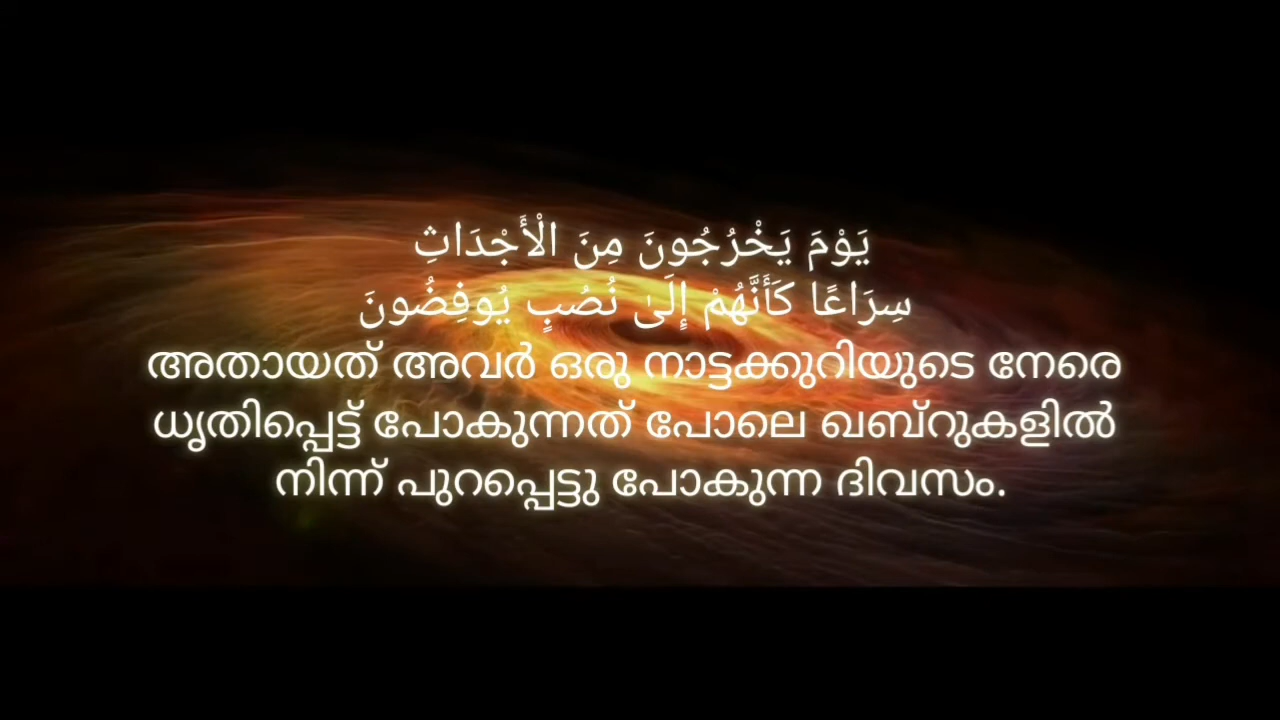 يَوْمَ يَخْرُجُونَ مِنَ الْأَجْدَاثِ
سِرَاعًا كَأَنَّهُمْ إِلَىٰ نُصُبٍ يُوفِضُونَ
അതായത് അവർ ഒരു നാട്ടക്കുറിയുടെ നേരെ
ധൃതിപ്പെട്ട് പോകുന്നത് പോലെ ഖബ്റുകളിൽ
നിന്ന് പുറപ്പെട്ടു പോകുന്ന ദിവസം.